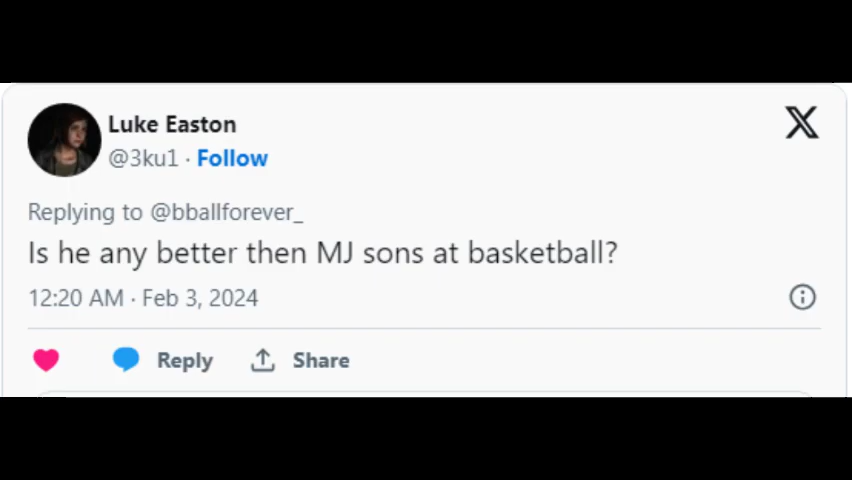 Luke Easton
@3ku1 · Follow
Replying to @bballforever_
Is he any better then MJ sons at basketball?
12:20 AM · Feb 3, 2024
Reply Share